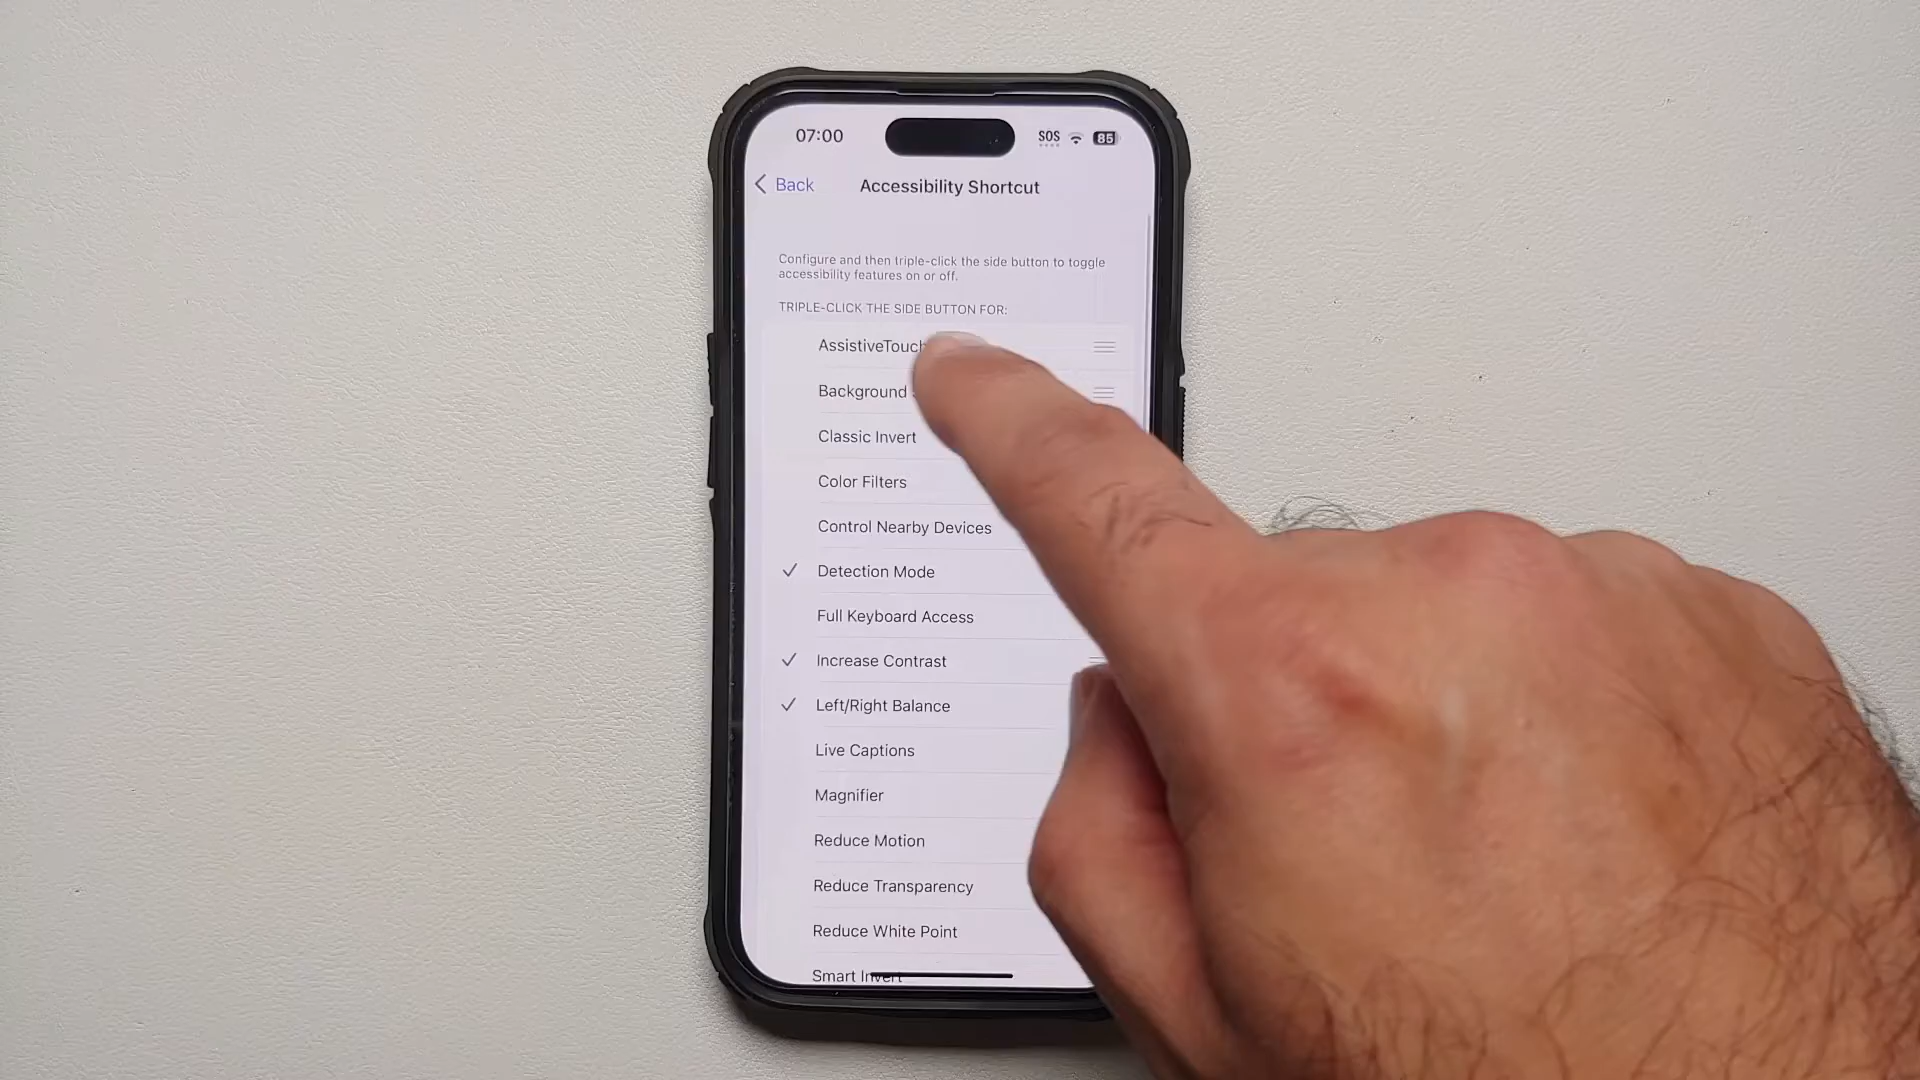 07:00
SOS
85
Back
Accessibility Shortcut
Configure and then triple-click the side button to toggle
accessibility features on or off.
TRIPLE-CLICK THE SIDE BUTTON FOR:
AssistiveTouch
Background
Classic Invert
Color Filters
Control Nearby Devices
Detection Mode
Full Keyboard Access
Increase Contrast
Left/Right Balance
Live Captions
Magnifier
Reduce Motion
Reduce Transparency
Reduce White Point
Smart Invert